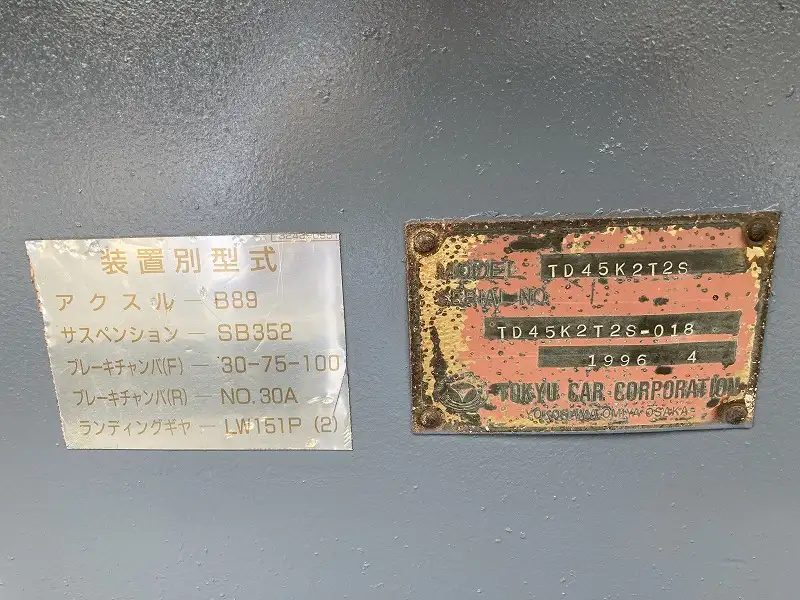 装置別型式
アクスル － B89
サスペンション － SB352
ブレーキチャンバ(F) － 30-75-100
ブレーキチャンバ(R) － NO.30A
ランディングギヤ － LW151P (2)
MODEL TD45K2T2S
SERIAL NO.
TD45K2T2S-018
1996 4
TOKYU CAR CORPORATION
YOKOHAMA OMIYA OSAKA